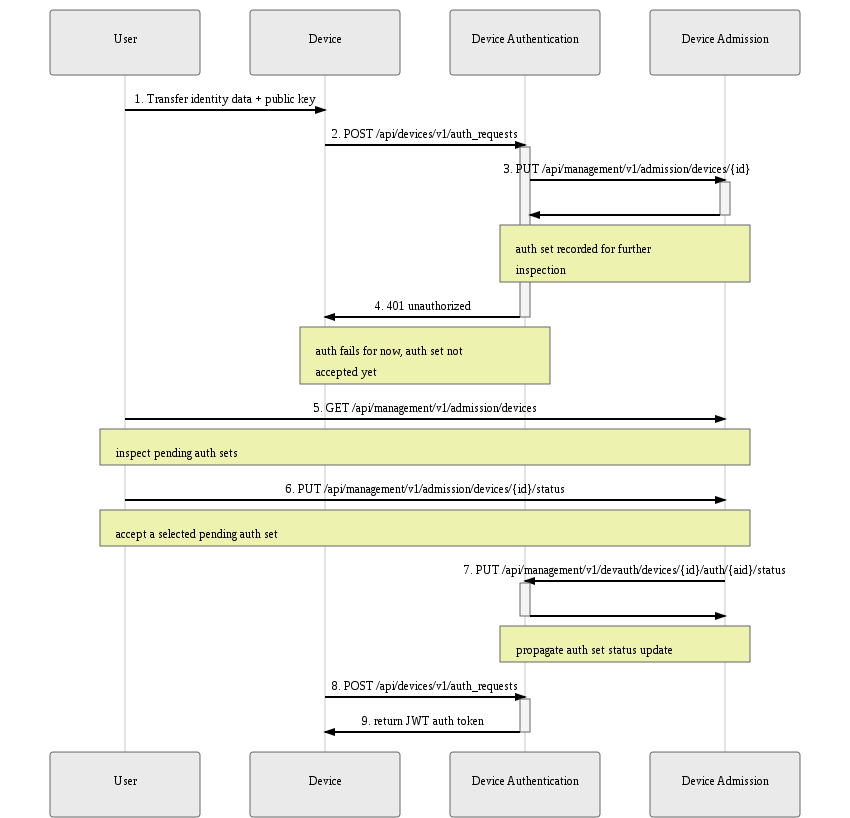 User
Device
Device Authentication
Device Admission
1. Transfer identity data + public key
2. POST /api/devices/v1/auth_requests
3. PUT /api/management/v1/admission/devices/{id}
auth set recorded for further
inspection
4. 401 unauthorized
auth fails for now, auth set not
accepted yet
5. GET /api/management/v1/admission/devices
inspect pending auth sets
6. PUT /api/management/v1/admission/devices/{id}/status
accept a selected pending auth set
7. PUT /api/management/v1/devauth/devices/{id}/auth/{aid}/status
propagate auth set status update
8. POST /api/devices/v1/auth_requests
9. return JWT auth token
User
Device
Device Authentication
Device Admission